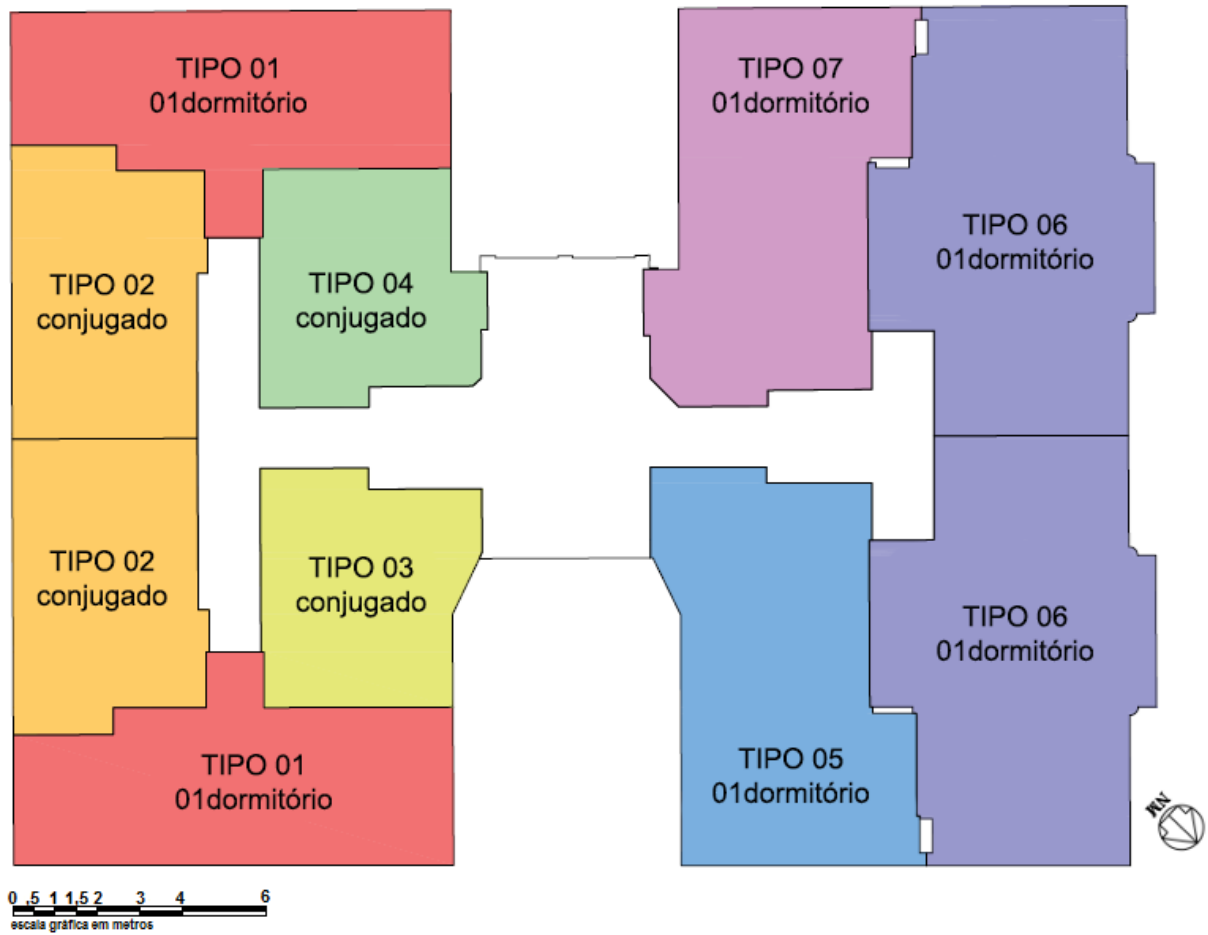 TIPO 01
01dormitório
TIPO 07
01dormitório
TIPO 06
01dormitório
TIPO 02
conjugado
TIPO 04
conjugado
TIPO 02
conjugado
TIPO 03
conjugado
TIPO 06
01dormitório
TIPO 01
01dormitório
TIPO 05
01dormitório
NM
0 ,5 1 1,5 2 3 4 6
escala gráfica em metros